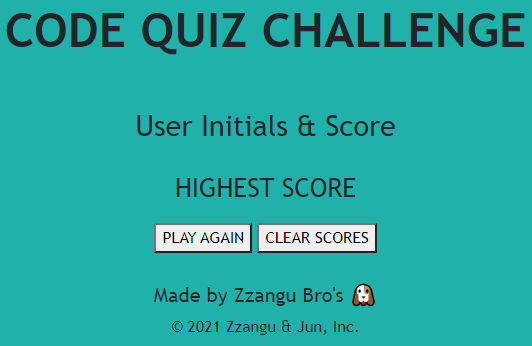 CODE QUIZ CHALLENGE
User Initials & Score
HIGHEST SCORE
PLAY AGAIN CLEAR SCORES
Made by Zzangu Bro's
© 2021 Zzangu & Jun, Inc.